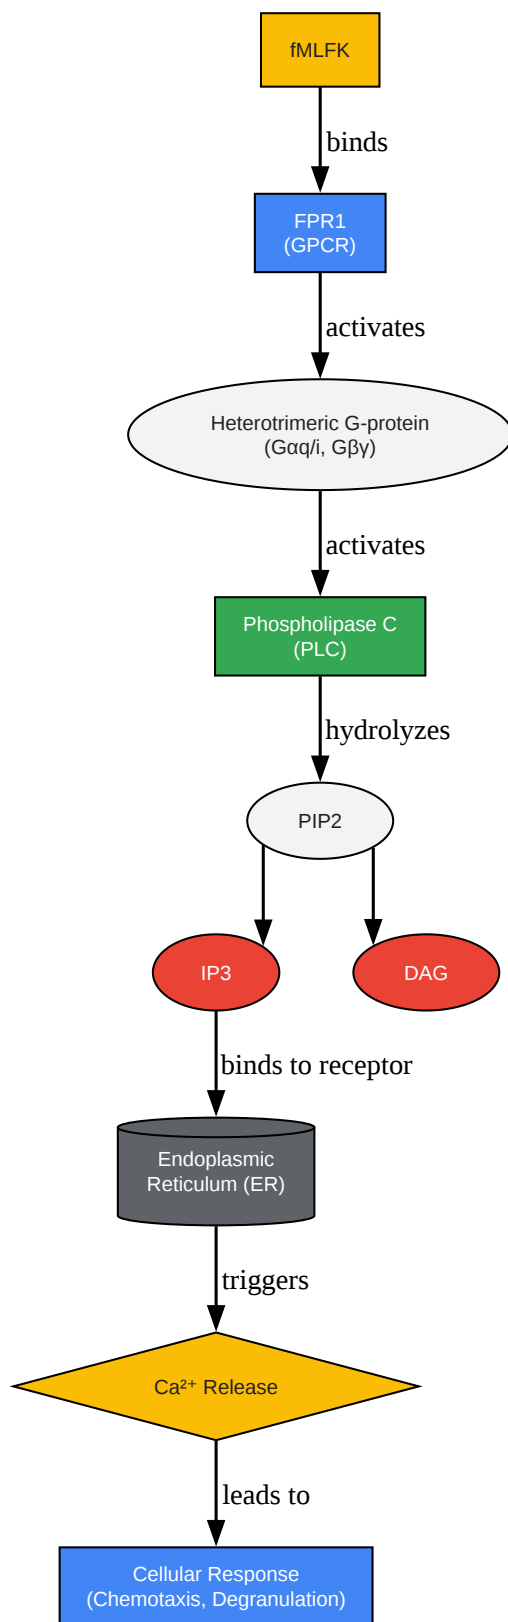 fMLFK
binds
FPR1
(GPCR)
activates
Heterotrimeric G-protein
(Gαq/i, Gβγ)
activates
Phospholipase C
(PLC)
hydrolyzes
PIP2
IP3
DAG
binds to receptor
Endoplasmic
Reticulum (ER)
triggers
Ca²⁺ Release
leads to
Cellular Response
(Chemotaxis, Degranulation)